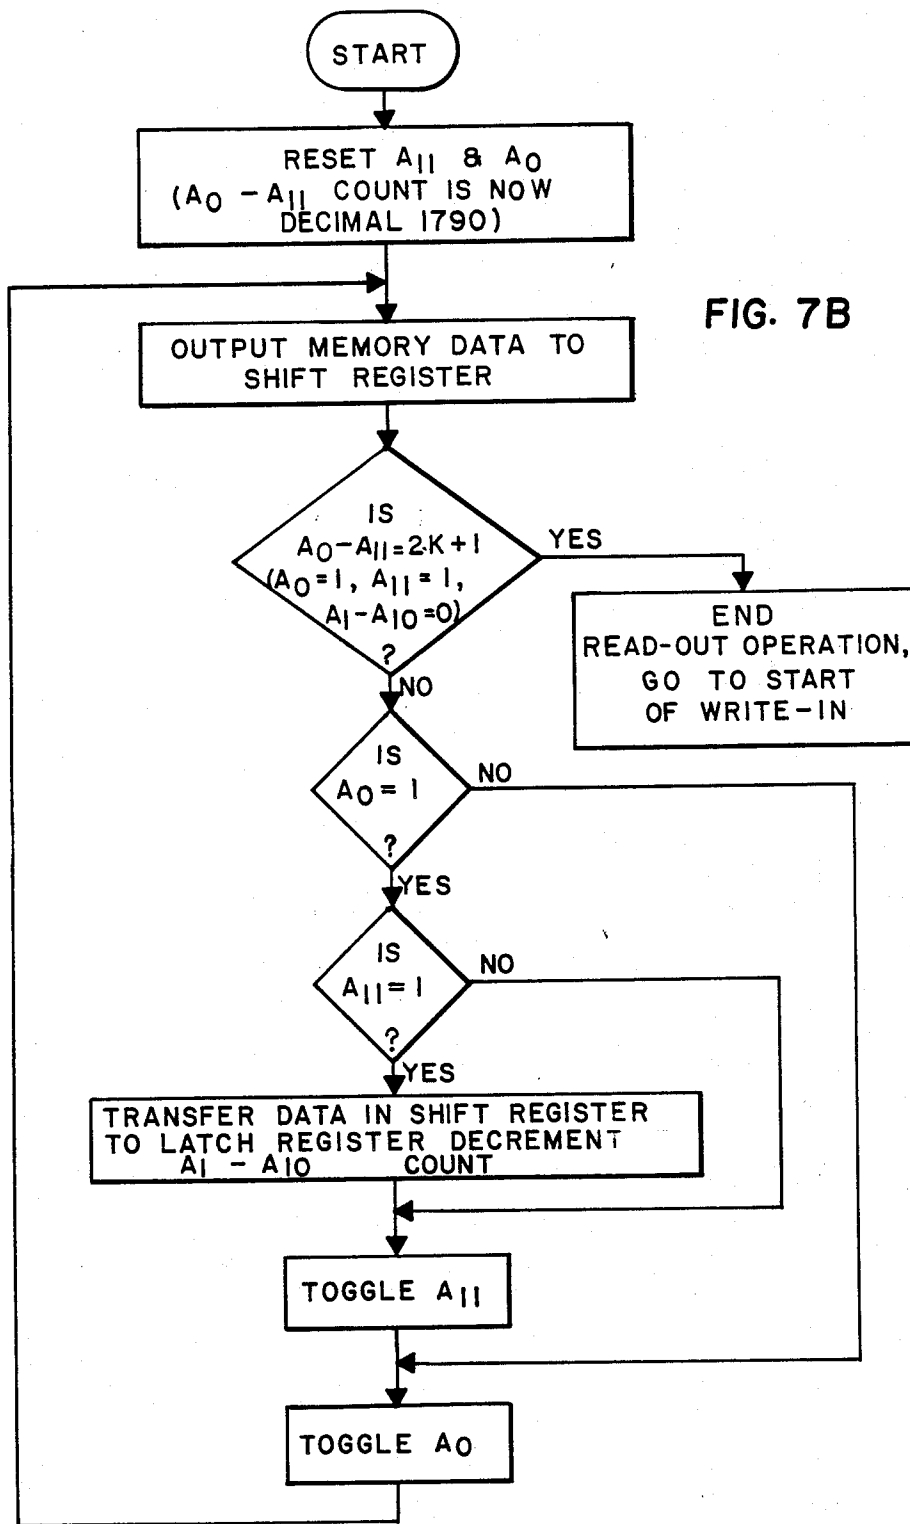 START
RESET A11 & A0
(A0 - A11 COUNT IS NOW
DECIMAL 1790)
FIG. 7B
OUTPUT MEMORY DATA TO
SHIFT REGISTER
IS
A0-A11=2K+1
(A0=1, A11=1,
A1-A10=0)
?
YES
END
READ-OUT OPERATION,
GO TO START
OF WRITE-IN
NO
IS
A0=1
?
NO
YES
IS
A11=1
?
NO
YES
TRANSFER DATA IN SHIFT REGISTER
TO LATCH REGISTER DECREMENT
A1 - A10 COUNT
TOGGLE A11
TOGGLE A0